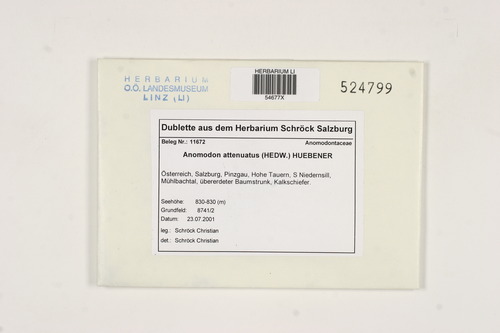 HERBARIUM
O.Ö. LANDESMUSEUM
LINZ (LI)
HERBARIUM LI
54677X
524799
Dublette aus dem Herbarium Schröck Salzburg
Beleg Nr.: 11672 Anomodontaceae
Anomodon attenuatus (HEDW.) HUEBENER
Österreich, Salzburg, Pinzgau, Hohe Tauern, S Niedernsill,
Mühlbachtal, übererdeter Baumstrunk, Kalkschiefer.
Seehöhe: 830-830 (m)
Grundfeld: 8741/2
Datum: 23.07.2001
leg.: Schröck Christian
det.: Schröck Christian